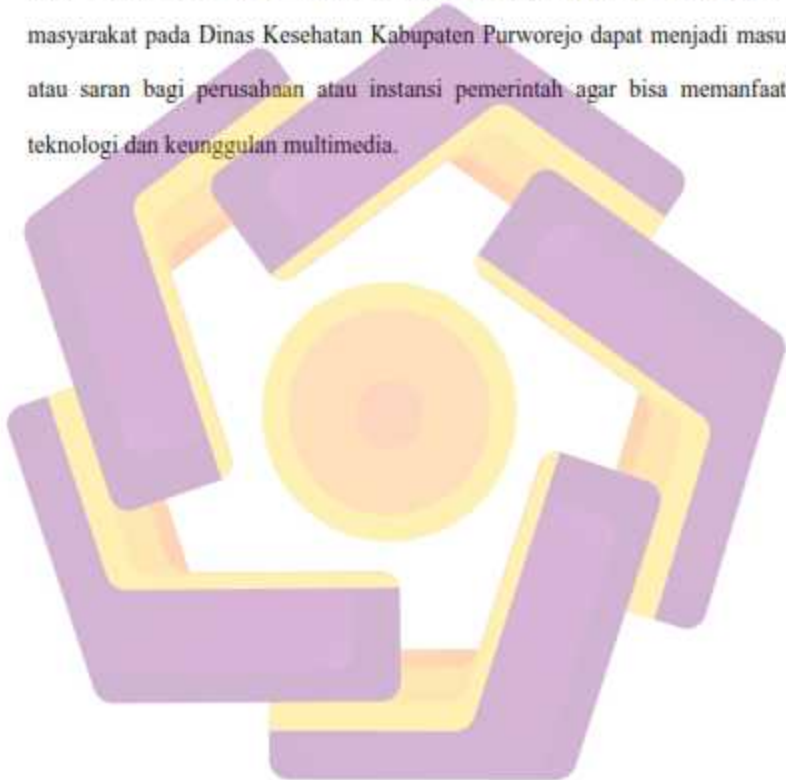 masyarakat pada Dinas Kesehatan Kabupaten Purworejo dapat menjadi masu
atau saran bagi perusahaan atau instansi pemerintah agar bisa memanfaat
teknologi dan keunggulan multimedia.